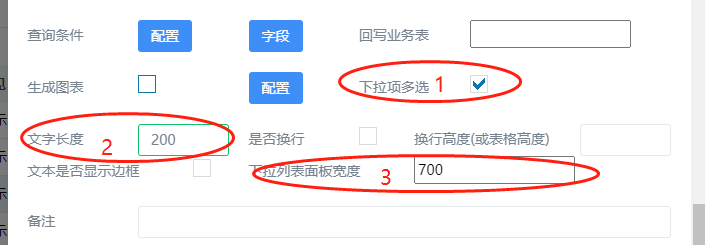 查询条件 配置 字段 回写业务表
生成图表 配置 下拉项多选 1
文字长度 2 200 是否换行 换行高度(或表格高度)
文本是否显示边框 下拉列表面板宽度 3 700
备注